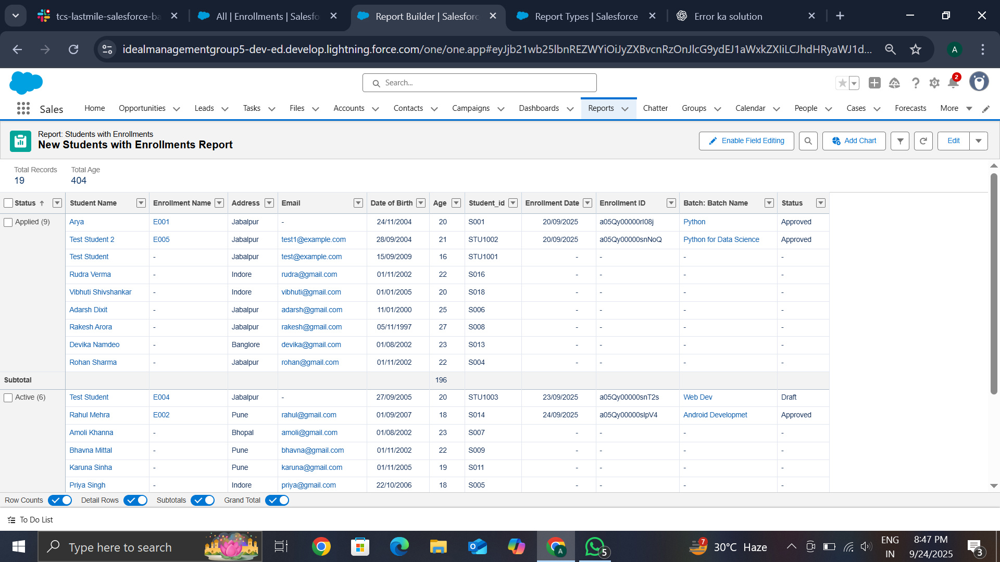 tcs-lastmile-salesforce-ba
All | Enrollments | Salesfo
Report Builder | Salesforc
Report Types | Salesforce
Error ka solution
idealmanagementgroup5-dev-ed.develop.lightning.force.com/one/one.app#eyJjb21wb25lbnREZWYiOiJyZXBvcnRzOnJlcG9ydEJ1aWxkZXIiLCJhdHRyaWJ1d...
A
Search...
2
Sales
Home Opportunities Leads Tasks Files Accounts Contacts Campaigns Dashboards Reports Chatter Groups Calendar People Cases Forecasts More
Report: Students with Enrollments
New Students with Enrollments Report
Enable Field Editing
Add Chart
Edit
Total Records Total Age
19 404
Status ↑ Student Name Enrollment Name Address Email Date of Birth Age Student_id Enrollment Date Enrollment ID Batch: Batch Name Status
Applied (9) Arya E001 Jabalpur - 24/11/2004 20 S001 20/09/2025 a05Qy00000rI08j Python Approved
Test Student 2 E005 Jabalpur test1@example.com 28/09/2004 21 STU1002 20/09/2025 a05Qy00000snNoQ Python for Data Science Approved
Test Student - Jabalpur test@example.com 15/09/2009 16 STU1001 - - - -
Rudra Verma - Indore rudra@gmail.com 01/11/2002 22 S016 - - - -
Vibhuti Shivshankar - Indore vibhuti@gmail.com 01/01/2005 20 S018 - - - -
Adarsh Dixit - Jabalpur adarsh@gmail.com 11/01/2000 25 S006 - - - -
Rakesh Arora - Jabalpur rakesh@gmail.com 05/11/1997 27 S008 - - - -
Devika Namdeo - Banglore devika@gmail.com 01/08/2002 23 S013 - - - -
Rohan Sharma - Jabalpur rohan@gmail.com 01/11/2002 22 S004 - - - -
Subtotal 196
Active (6) Test Student E004 Jabalpur - 27/09/2005 20 STU1003 23/09/2025 a05Qy00000snT2s Web Dev Draft
Rahul Mehra E002 Pune rahul@gmail.com 01/09/2007 18 S014 24/09/2025 a05Qy00000slpV4 Android Developmet Approved
Amoli Khanna - Bhopal amoli@gmail.com 01/08/2002 23 S007 - - - -
Bhavna Mittal - Pune bhavna@gmail.com 01/11/2002 22 S009 - - - -
Karuna Sinha - Pune karuna@gmail.com 01/11/2005 19 S011 - - - -
Priya Singh - Indore priya@gmail.com 22/10/2006 18 S005 - - - -
Row Counts Detail Rows Subtotals Grand Total
To Do List
Type here to search
A
5
7
30°C Haze
ENG
IN
8:47 PM
9/24/2025
3